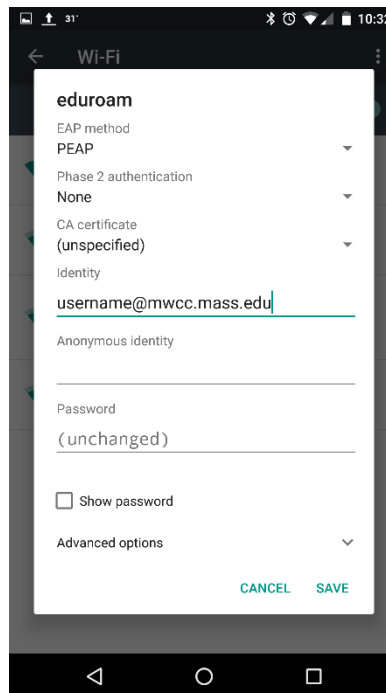 31°
10:32
Wi-Fi
eduroam
EAP method
PEAP
Phase 2 authentication
None
CA certificate
(unspecified)
Identity
username@mwcc.mass.edu
Anonymous identity
Password
(unchanged)
Show password
Advanced options
CANCEL SAVE